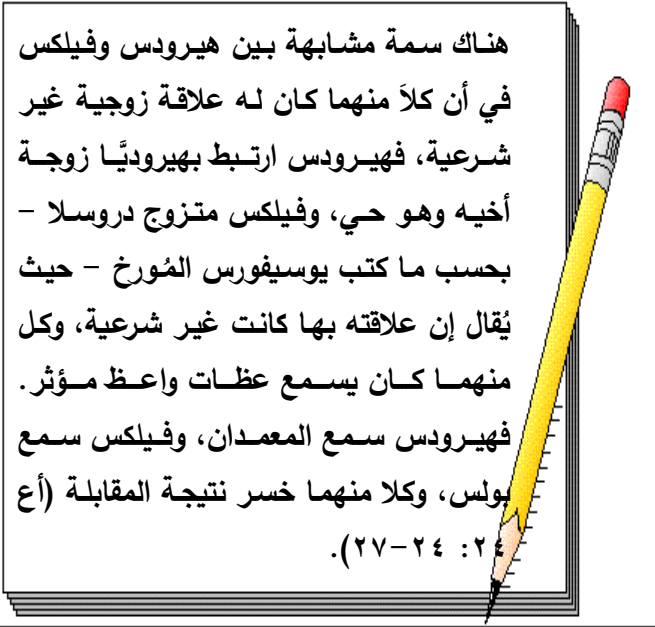 هناك سمة مشابهة بين هيرودس وفيلكس
في أن كلاَ منهما كان له علاقة زوجية غير
شرعية، فهيرودس ارتبط بهيروديَّا زوجة
أخيه وهو حي، وفيلكس متزوج دروسلا –
بحسب ما كتب يوسيفورس المُورخ – حيث
يُقال إن علاقته بها كانت غير شرعية، وكل
منهما كان يسمع عظات واعظ مؤثر.
فهيرودس سمع المعمدان، وفيلكس سمع
بولس، وكلا منهما خسر نتيجة المقابلة (أع
٢٤: ٢٤–٢٧).